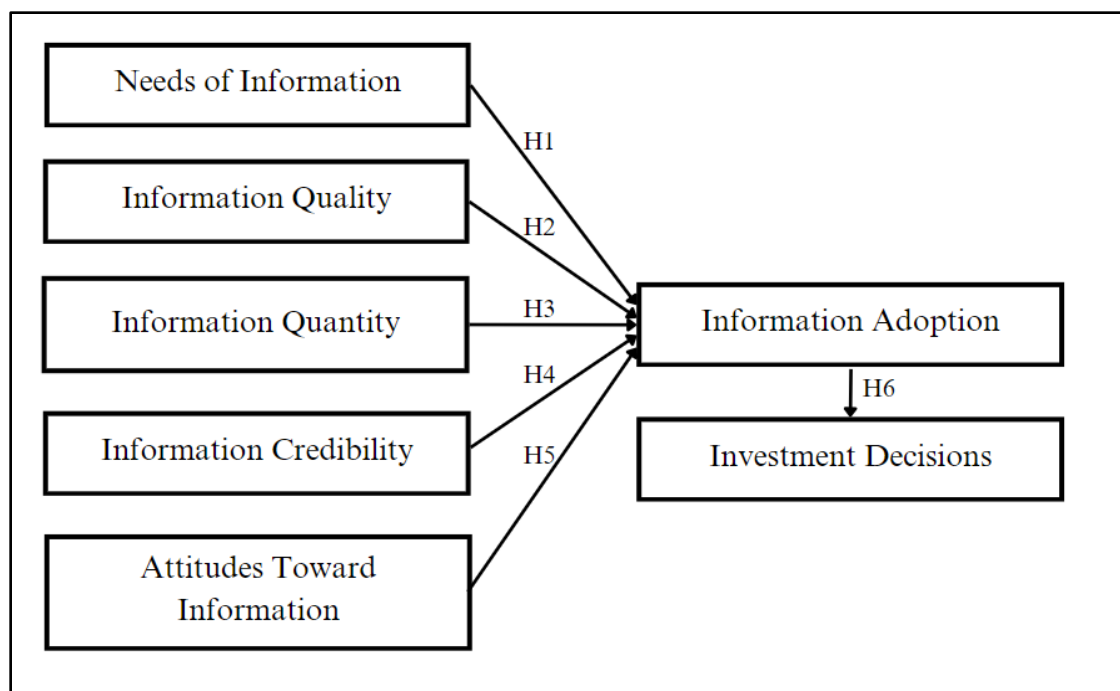 Needs of Information
H1
Information Quality
H2
Information Quantity
H3
Information Adoption
H4
H6
Information Credibility
H5
Investment Decisions
Attitudes Toward
Information